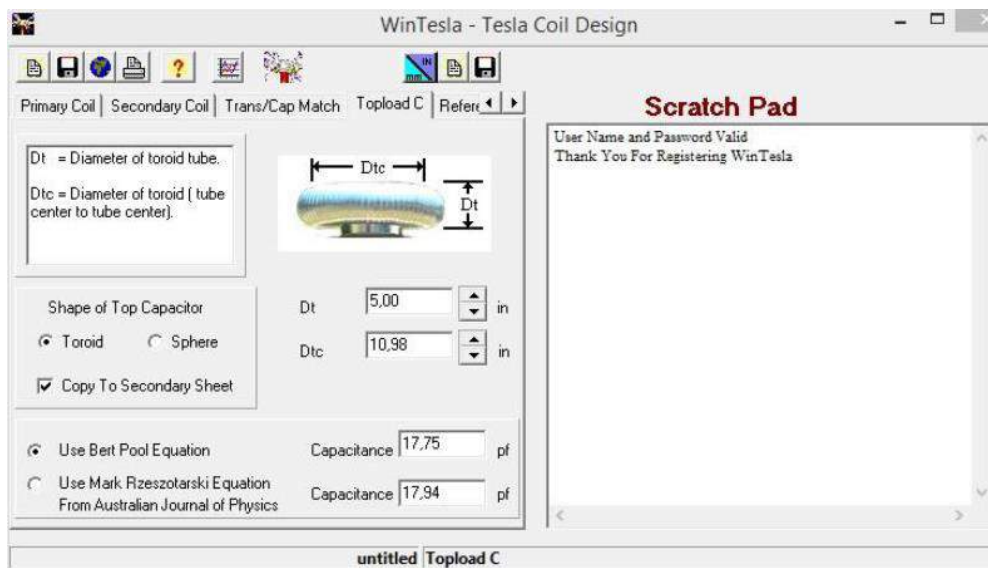 WinTesla - Tesla Coil Design
IN
mm
Primary Coil
Secondary Coil
Trans/Cap Match
Topload C
Scratch Pad
Dt = Diameter of toroid tube.
Dtc = Diameter of toroid ( tube
center to tube center).
Dtc
Dt
User Name and Password Valid
Thank You For Registering WinTesla
Shape of Top Capacitor
Toroid
Sphere
Copy To Secondary Sheet
Dt 5,00 in
Dtc 10,98 in
Use Bert Pool Equation
Capacitance 17,75 pf
Use Mark Rzeszotarski Equation
From Australian Journal of Physics
Capacitance 17,94 pf
untitled Topload C